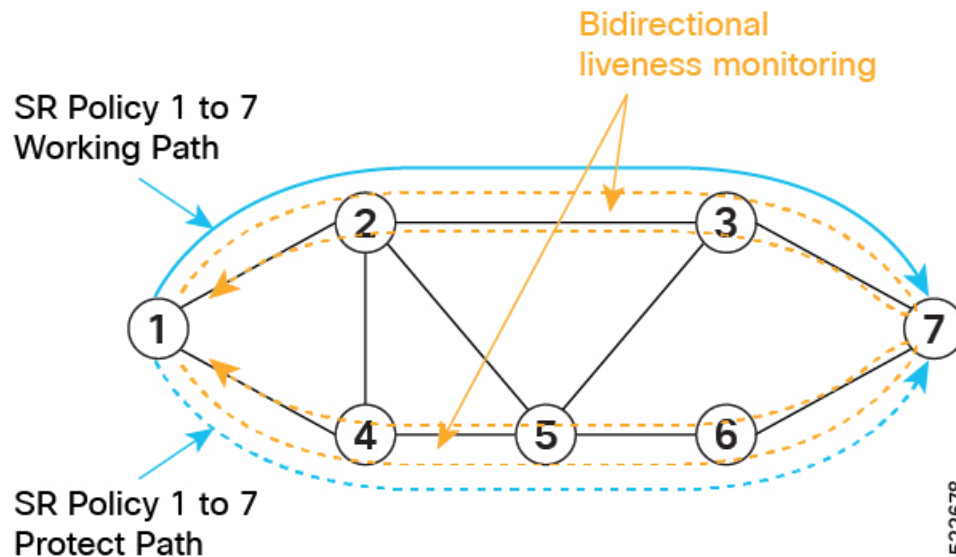 Bidirectional
liveness monitoring
SR Policy 1 to 7
Working Path
2
3
1
7
4
5
6
SR Policy 1 to 7
Protect Path
522678